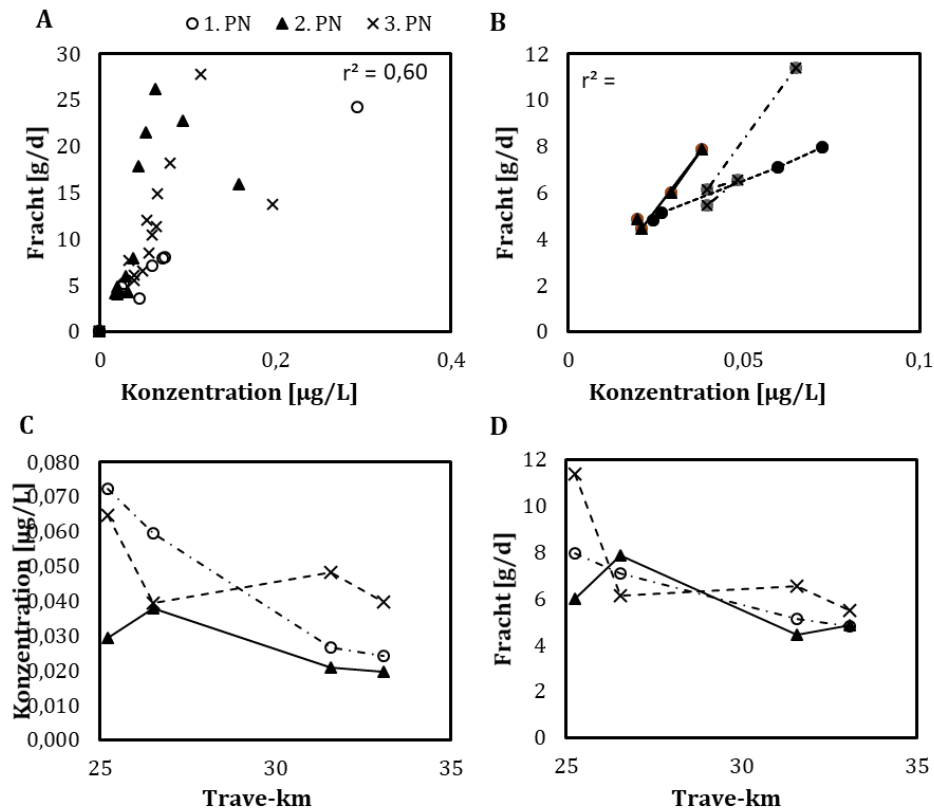 A
1. PN 2. PN 3. PN
r² = 0,60
30
25
20
15
10
5
0
Fracht [g/d]
0 0,2 0,4
Konzentration [µg/L]
B
r² =
12
10
8
6
4
2
0
Fracht [g/d]
0 0,05 0,1
Konzentration [µg/L]
C
0,080
0,070
0,060
0,050
0,040
0,030
0,020
0,010
0,000
Konzentration [µg/L]
25 30 35
Trave-km
D
12
10
8
6
4
2
0
Fracht [g/d]
25 30 35
Trave-km